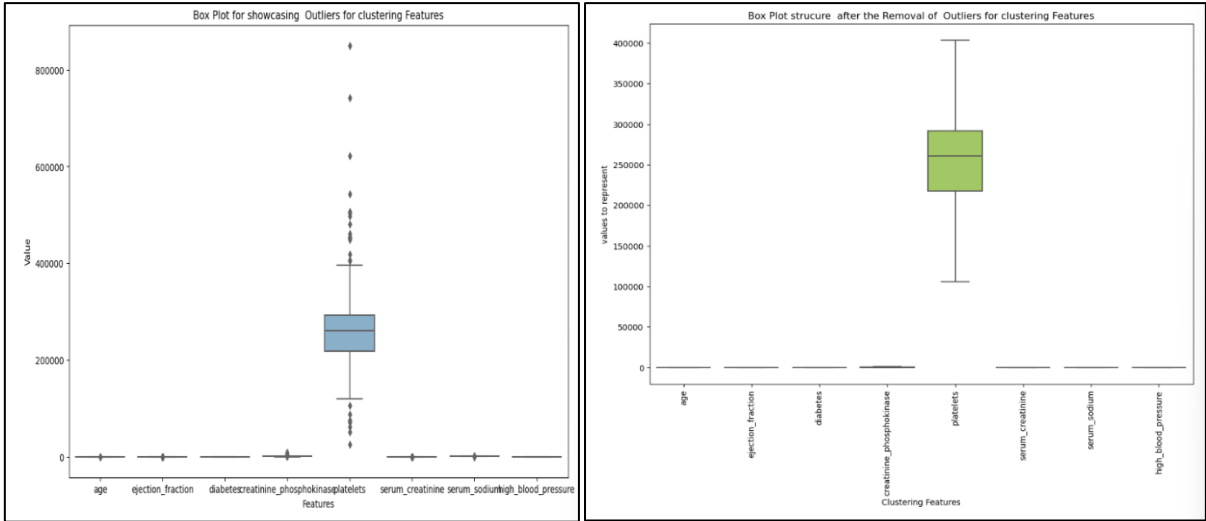 Box Plot for showcasing Outliers for clustering Features
Value
800000
600000
400000
200000
0
age ejection_fraction diabetes creatinine_phosphokinase platelets serum_creatinine serum_sodium high_blood_pressure
Features
Box Plot strucure after the Removal of Outliers for clustering Features
values to represent
400000
350000
300000
250000
200000
150000
100000
50000
0
age
ejection_fraction
diabetes
creatinine_phosphokinase
platelets
serum_creatinine
serum_sodium
high_blood_pressure
Clustering Features